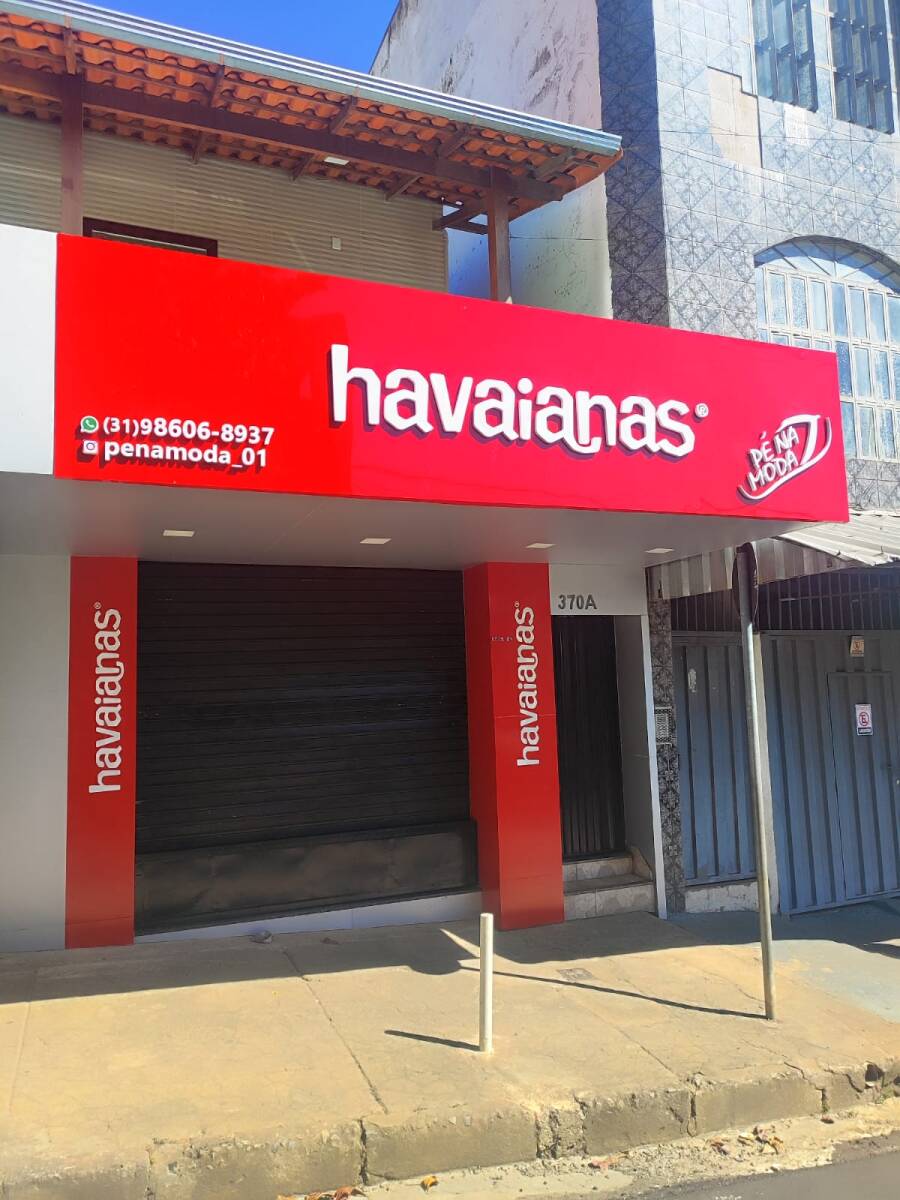 havaianas®
(31)98606-8937
penamoda_01
PÉ NA
MODA
havaianas®
havaianas®
370A
E